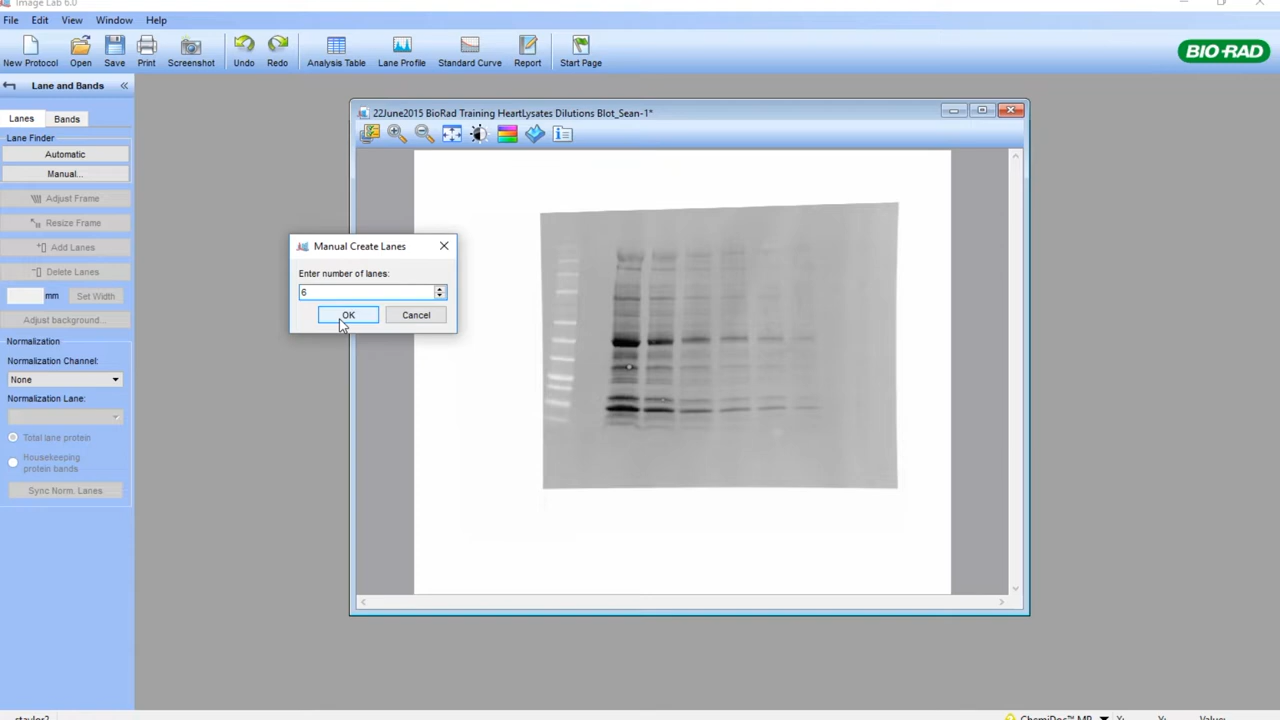 Image Lab 6.0
File Edit View Window Help
New Protocol Open Save Print Screenshot Undo Redo Analysis Table Lane Profile Standard Curve Report Start Page
BIO-RAD
Lane and Bands
Lanes Bands
Lane Finder
Automatic
Manual...
Adjust Frame
Resize Frame
Add Lanes
Delete Lanes
mm Set Width
Adjust background...
Normalization
Normalization Channel:
None
Normalization Lane:
Total lane protein
Housekeeping
protein bands
Sync Norm. Lanes
22June2015 BioRad Training HeartLysates Dilutions Blot_Sean-1*
Manual Create Lanes
Enter number of lanes:
6
OK Cancel
staylor2 ChemiDoc™ MP X: Y: Value: